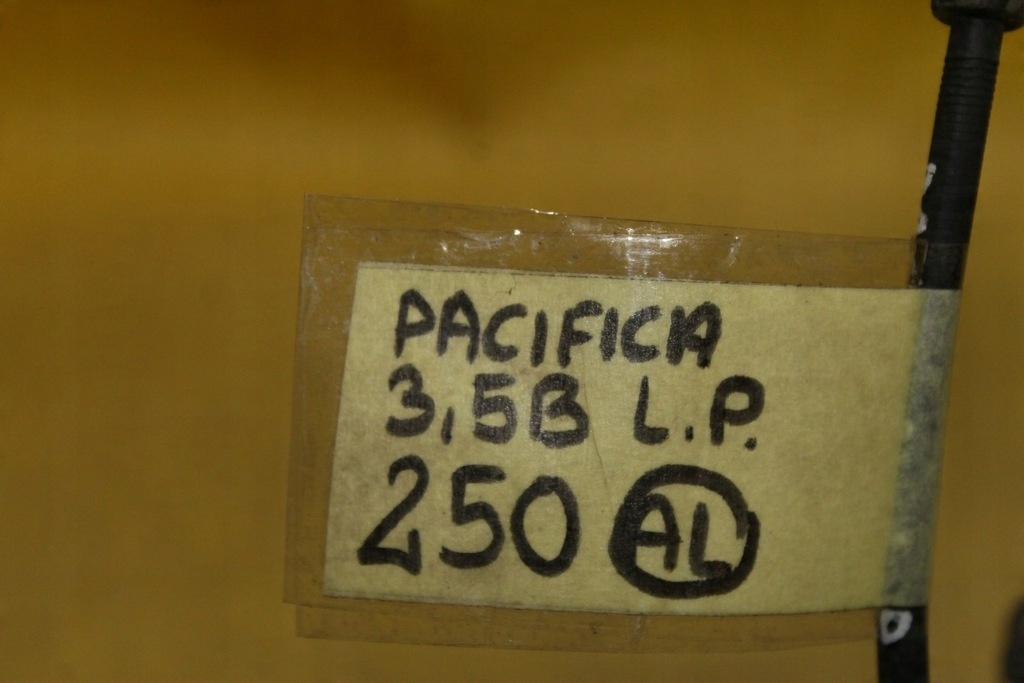 PACIFICA
3,5B L.P.
250 AL